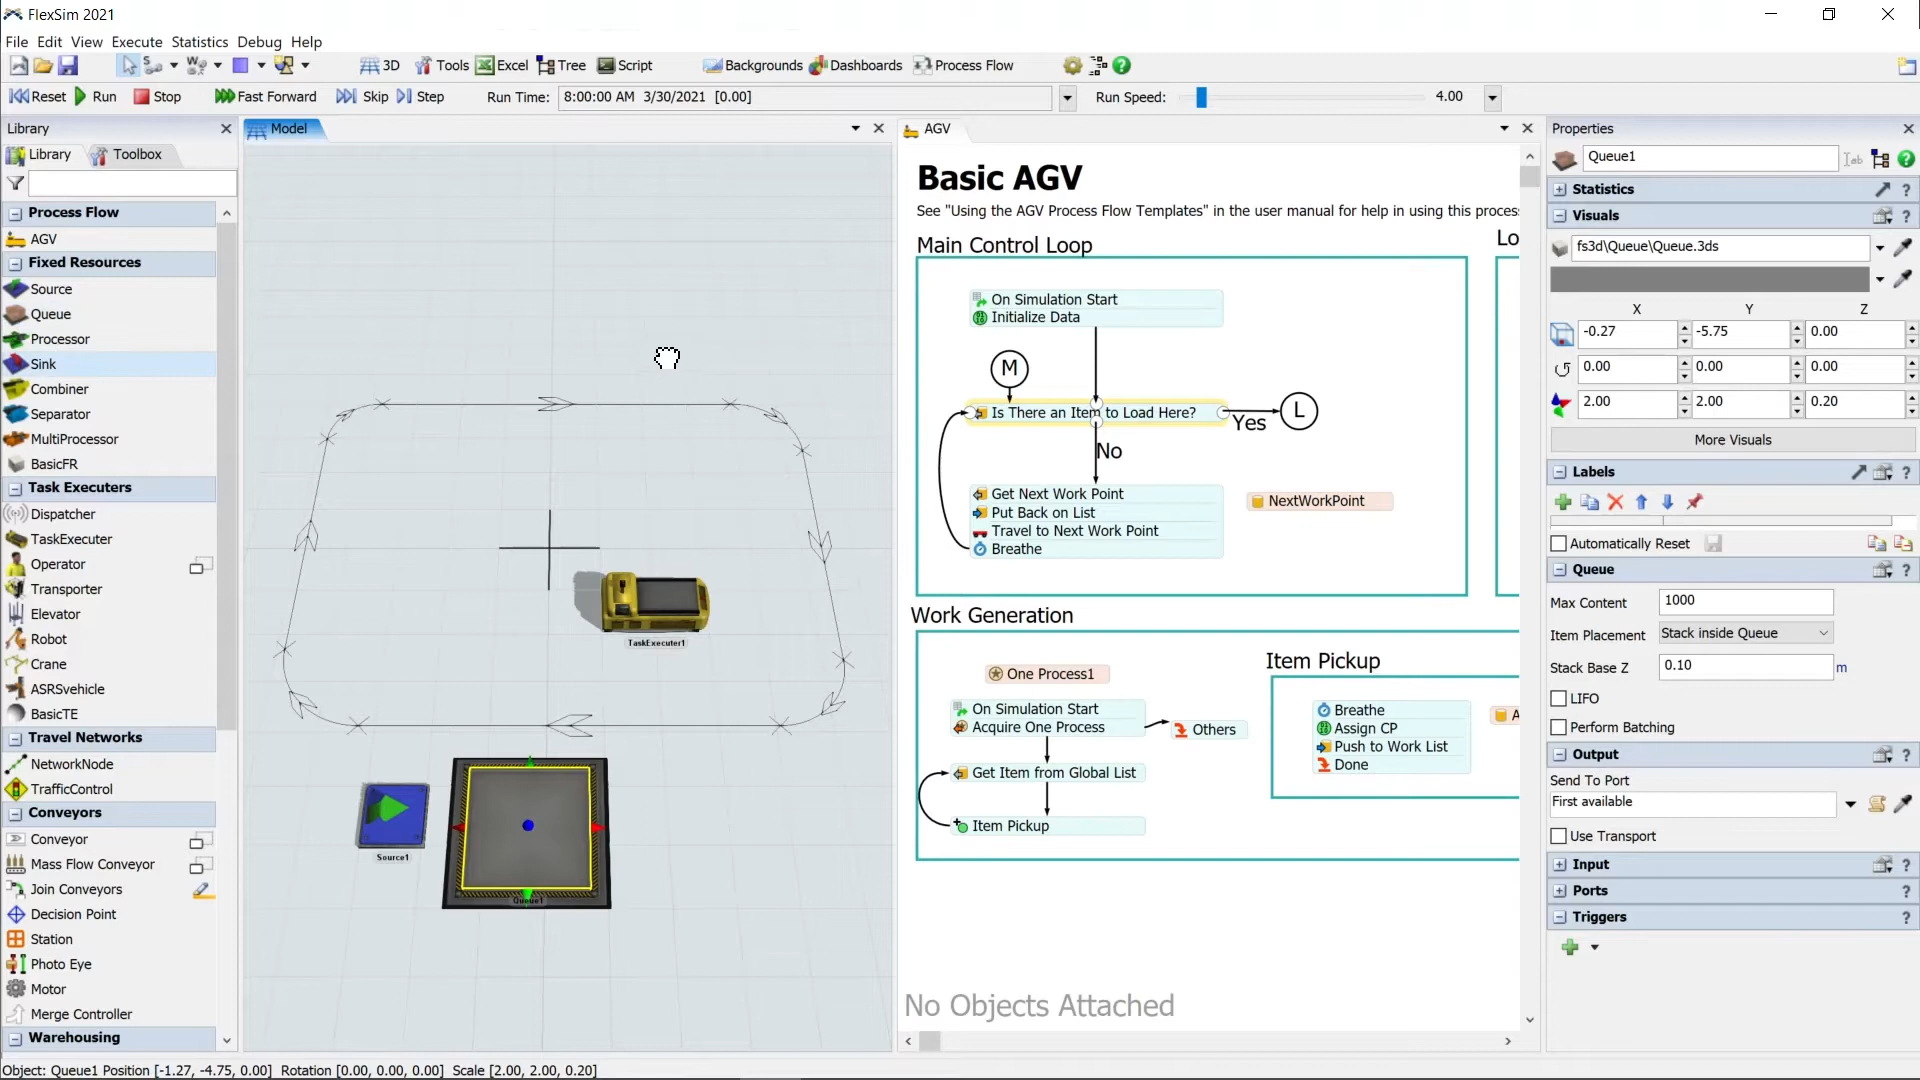 FlexSim 2021
File Edit View Execute Statistics Debug Help
3D Tools Excel Tree Script Backgrounds Dashboards Process Flow
Reset Run Stop Fast Forward Skip Step Run Time: 8:00:00 AM 3/30/2021 [0.00] Run Speed: 4.00
Library
Library Toolbox
Process Flow
AGV
Fixed Resources
Source
Queue
Processor
Sink
Combiner
Separator
MultiProcessor
BasicFR
Task Executers
Dispatcher
TaskExecuter
Operator
Transporter
Elevator
Robot
Crane
ASRSvehicle
BasicTE
Travel Networks
NetworkNode
TrafficControl
Conveyors
Conveyor
Mass Flow Conveyor
Join Conveyors
Decision Point
Station
Photo Eye
Motor
Merge Controller
Warehousing
Model
TaskExecuter1
Source1
Queue1
AGV
Basic AGV
See "Using the AGV Process Flow Templates" in the user manual for help in using this proces
Main Control Loop
Lo
On Simulation Start
Initialize Data
M
Is There an Item to Load Here?
Yes
L
No
Get Next Work Point
Put Back on List
Travel to Next Work Point
Breathe
NextWorkPoint
Work Generation
One Process1
On Simulation Start
Acquire One Process
Others
Get Item from Global List
Item Pickup
Item Pickup
Breathe
Assign CP
Push to Work List
Done
A
No Objects Attached
Properties
Queue1
Statistics
Visuals
fs3d\Queue\Queue.3ds
X Y Z
-0.27 -5.75 0.00
0.00 0.00 0.00
2.00 2.00 0.20
More Visuals
Labels
Automatically Reset
Queue
Max Content 1000
Item Placement Stack inside Queue
Stack Base Z 0.10 m
LIFO
Perform Batching
Output
Send To Port
First available
Use Transport
Input
Ports
Triggers
Object: Queue1 Position [-1.27, -4.75, 0.00] Rotation [0.00, 0.00, 0.00] Scale [2.00, 2.00, 0.20]